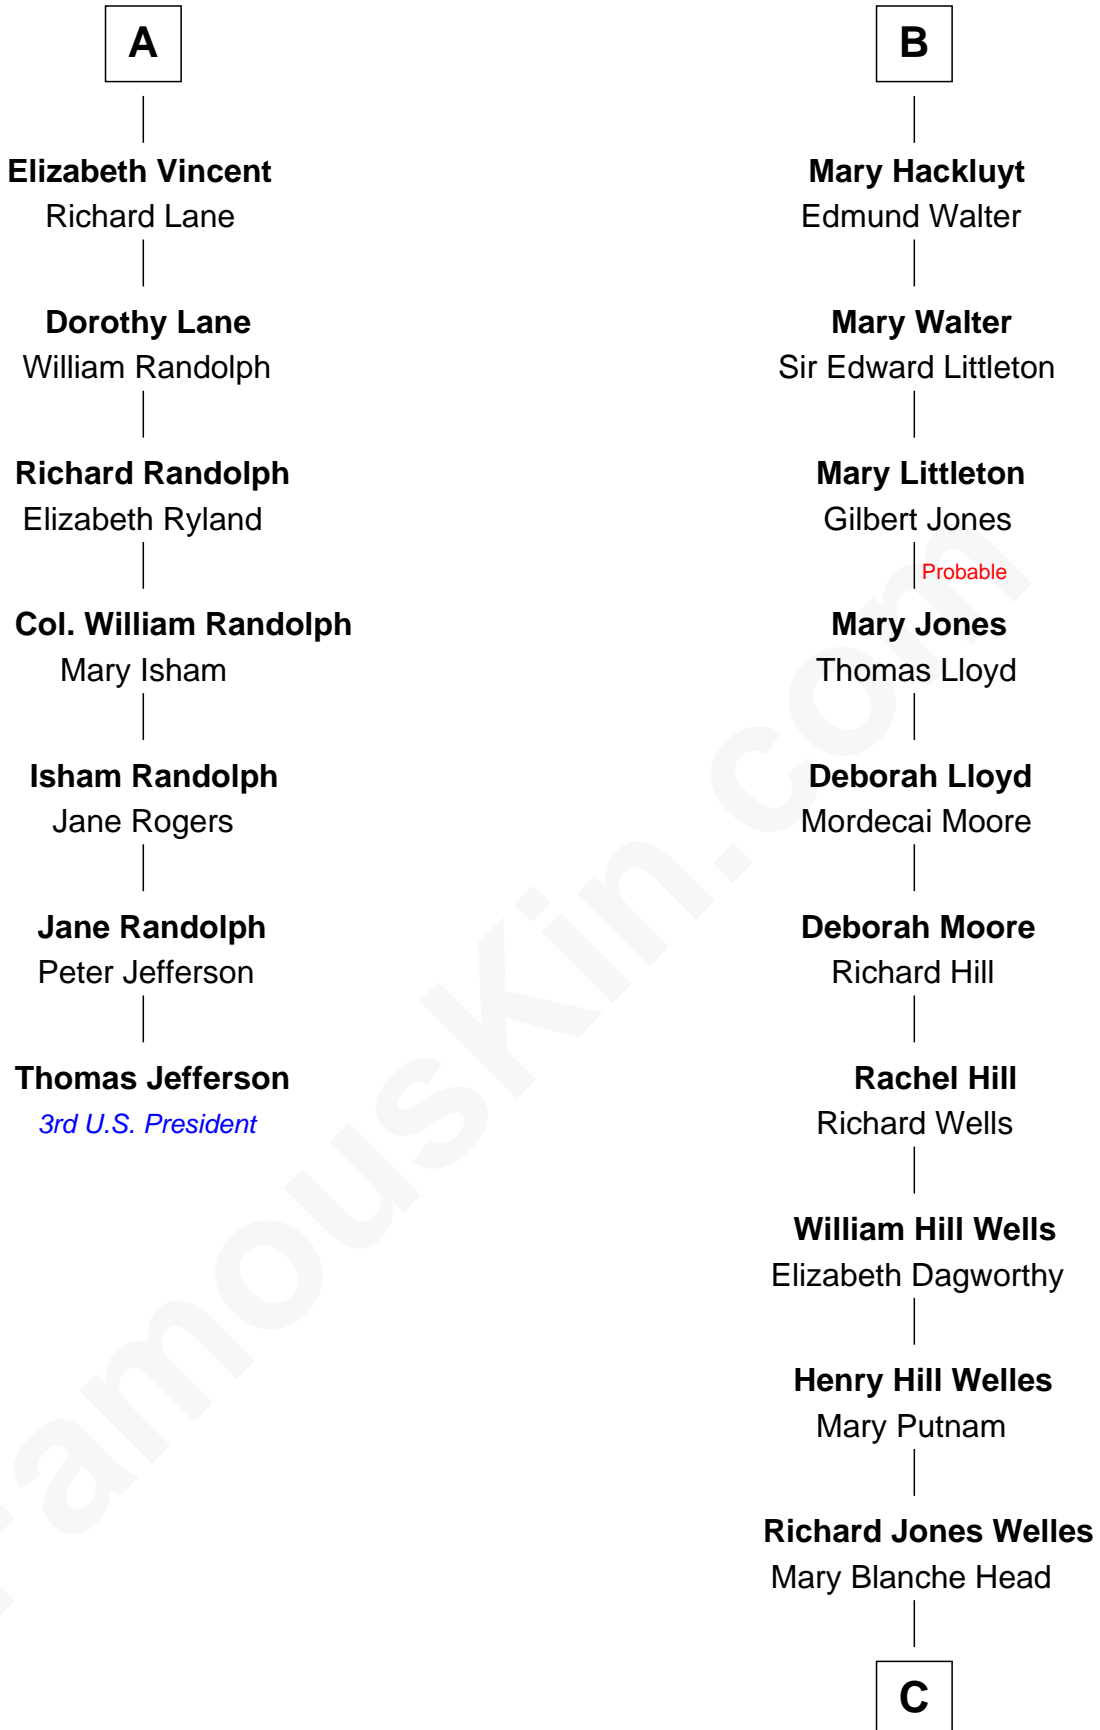 A
Elizabeth Vincent
Richard Lane
Dorothy Lane
William Randolph
Richard Randolph
Elizabeth Ryland
Col. William Randolph
Mary Isham
Isham Randolph
Jane Rogers
Jane Randolph
Peter Jefferson
Thomas Jefferson
3rd U.S. President
B
Mary Hackluyt
Edmund Walter
Mary Walter
Sir Edward Littleton
Mary Littleton
Gilbert Jones
Probable
Mary Jones
Thomas Lloyd
Deborah Lloyd
Mordecai Moore
Deborah Moore
Richard Hill
Rachel Hill
Richard Wells
William Hill Wells
Elizabeth Dagworthy
Henry Hill Welles
Mary Putnam
Richard Jones Welles
Mary Blanche Head
C
FamousKin.com